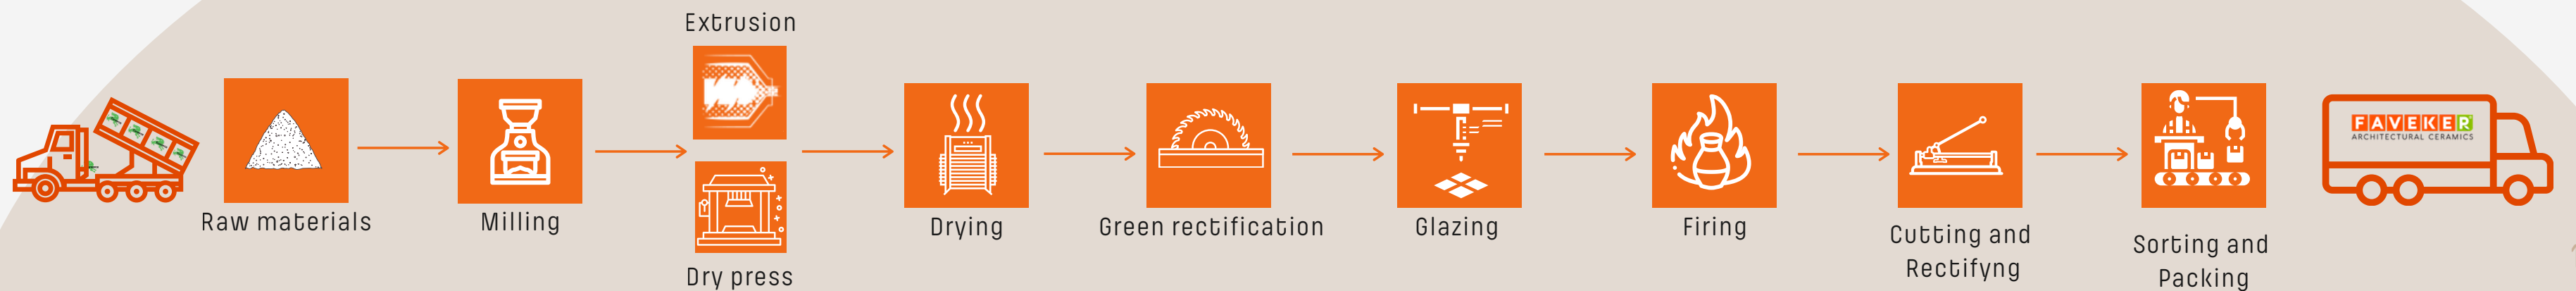 Extrusion
Raw materials
Milling
Dry press
Drying
Green rectification
Glazing
Firing
Cutting and
Rectifyng
Sorting and
Packing
FAVEKER
ARCHITECTURAL CERAMICS